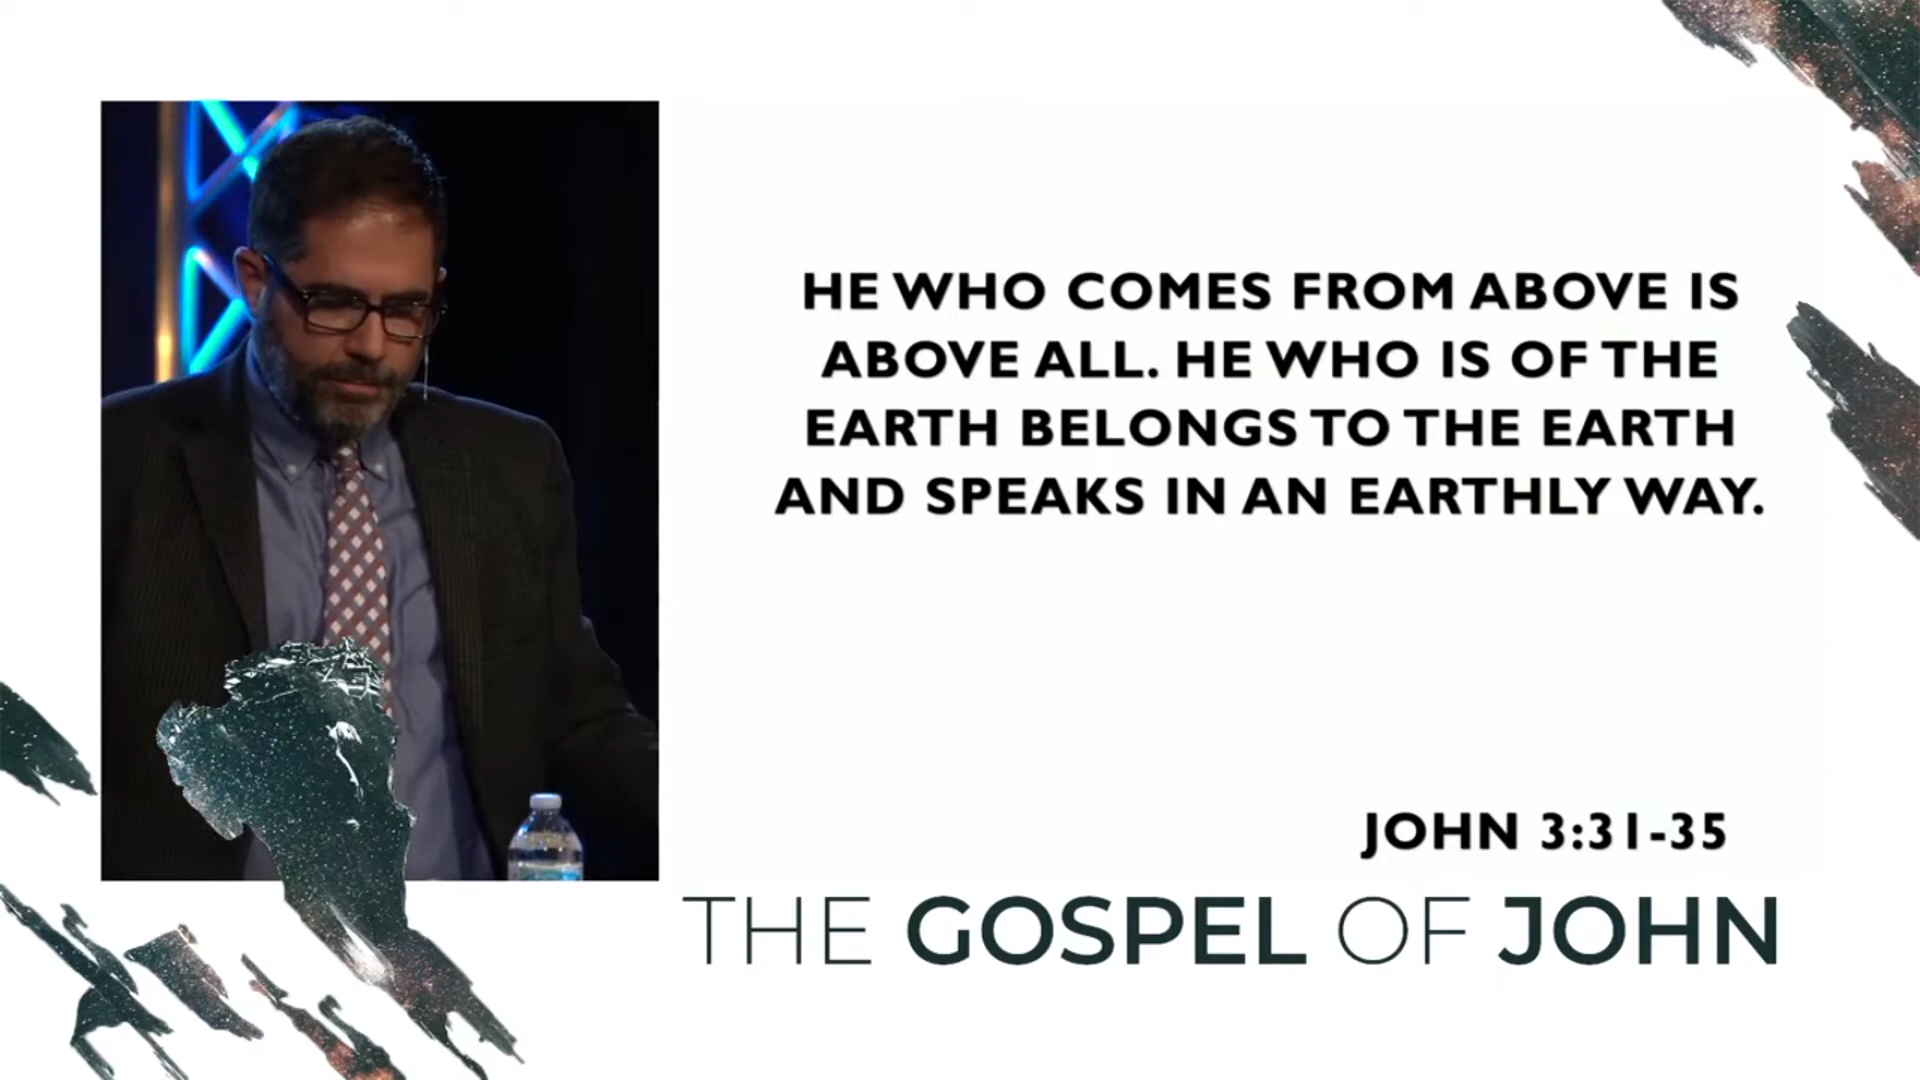 HE WHO COMES FROM ABOVE IS
ABOVE ALL. HE WHO IS OF THE
EARTH BELONGS TO THE EARTH
AND SPEAKS IN AN EARTHLY WAY.
JOHN 3:31-35
THE GOSPEL OF JOHN